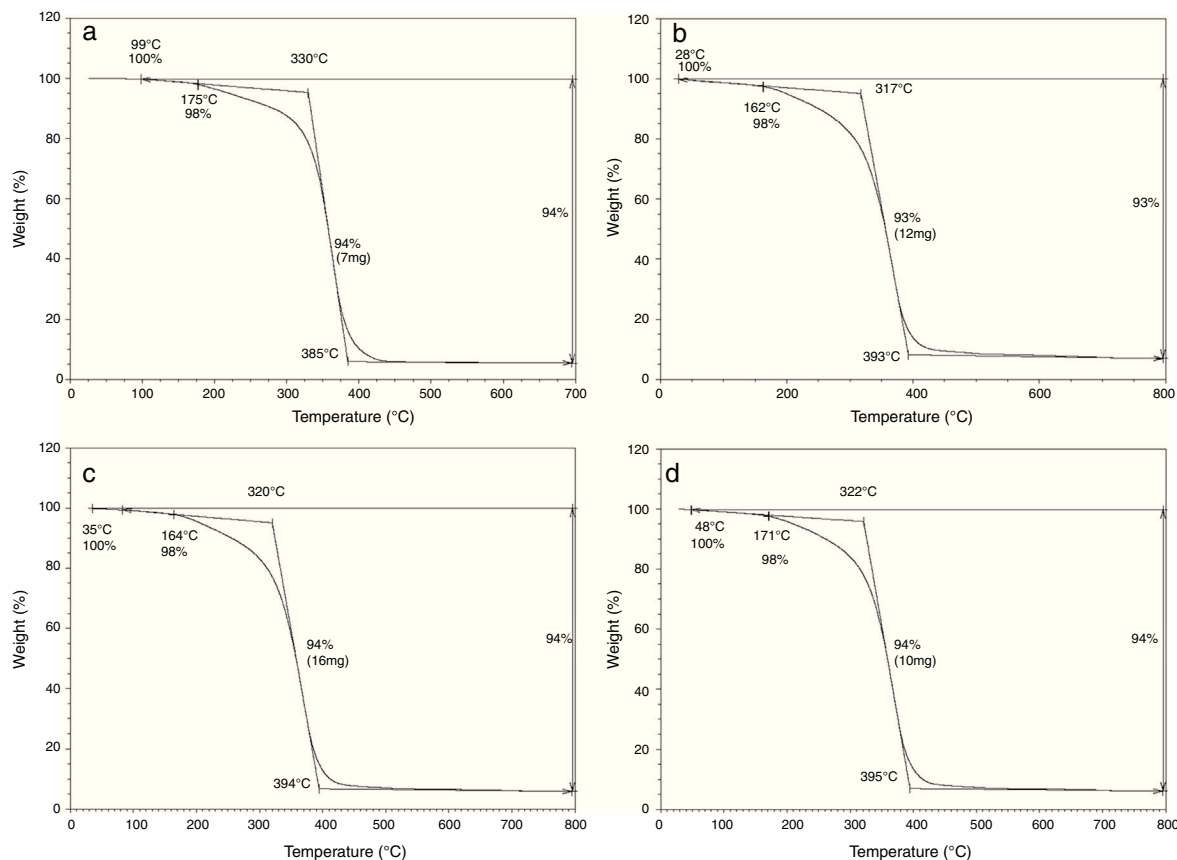 a
120
100
80
60
40
20
0
Weight (%)
99°C
100%
330°C
175°C
98%
94%
(7mg)
94%
385°C
0 100 200 300 400 500 600 700
Temperature (°C)
b
120
100
80
60
40
20
0
Weight (%)
28°C
100%
317°C
162°C
98%
93%
(12mg)
93%
393°C
0 200 400 600 800
Temperature (°C)
c
120
100
80
60
40
20
0
Weight (%)
320°C
35°C
100%
164°C
98%
94%
(16mg)
94%
394°C
0 100 200 300 400 500 600 700 800
Temperature (°C)
d
120
100
80
60
40
20
0
Weight (%)
322°C
48°C
100%
171°C
98%
94%
(10mg)
94%
395°C
0 100 200 300 400 500 600 700 800
Temperature (°C)